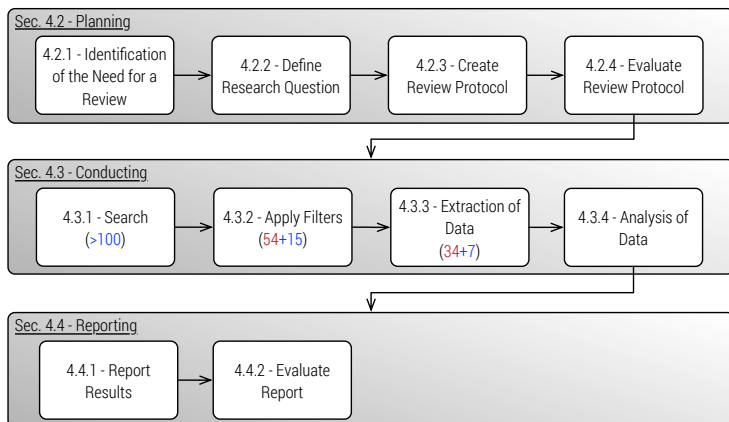 Sec. 4.2 - Planning
4.2.1 - Identification
of the Need for a
Review
4.2.2 - Define
Research Question
4.2.3 - Create
Review Protocol
4.2.4 - Evaluate
Review Protocol
Sec. 4.3 - Conducting
4.3.1 - Search
(>100)
4.3.2 - Apply Filters
(54+15)
4.3.3 - Extraction of
Data
(34+7)
4.3.4 - Analysis of
Data
Sec. 4.4 - Reporting
4.4.1 - Report
Results
4.4.2 - Evaluate
Report